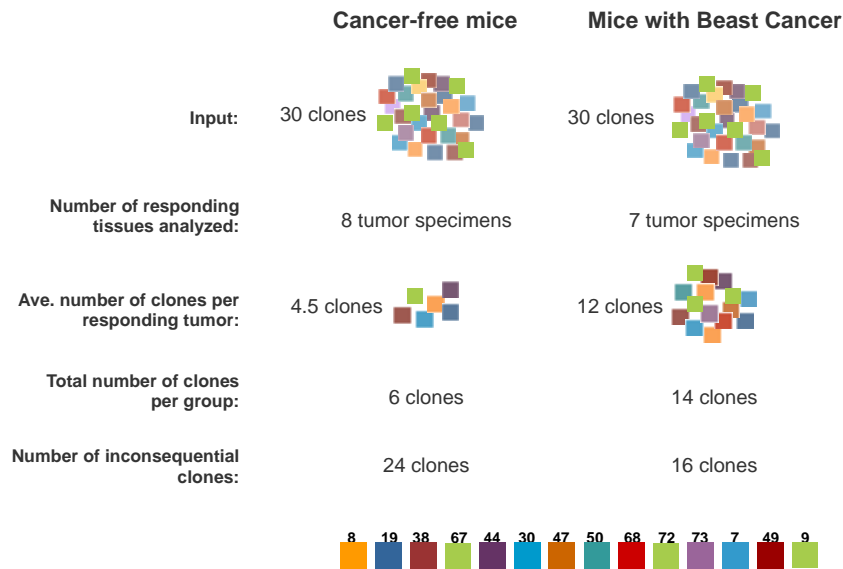 Cancer-free mice Mice with Beast Cancer
Input: 30 clones 30 clones
Number of responding
tissues analyzed: 8 tumor specimens 7 tumor specimens
Ave. number of clones per
responding tumor: 4.5 clones 12 clones
Total number of clones
per group: 6 clones 14 clones
Number of inconsequential
clones: 24 clones 16 clones
8 19 38 67 44 30 47 50 68 72 73 7 49 9